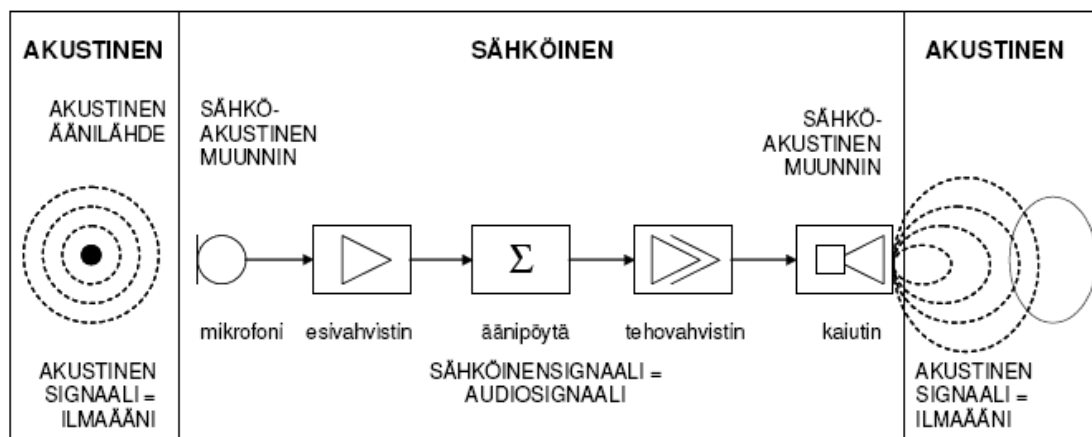 AKUSTINEN
SÄHKÖINEN
AKUSTINEN
AKUSTINEN
ÄÄNILÄHDE
SÄHKÖ-
AKUSTINEN
MUUNNIN
SÄHKÖ-
AKUSTINEN
MUUNNIN
Σ
mikrofoni
esivahvistin
äänipöytä
tehovahvistin
kaiutin
AKUSTINEN
SIGNAALI =
ILMAÄÄNI
SÄHKÖINENSIGNAALI =
AUDIOSIGNAALI
AKUSTINEN
SIGNAALI =
ILMAÄÄNI